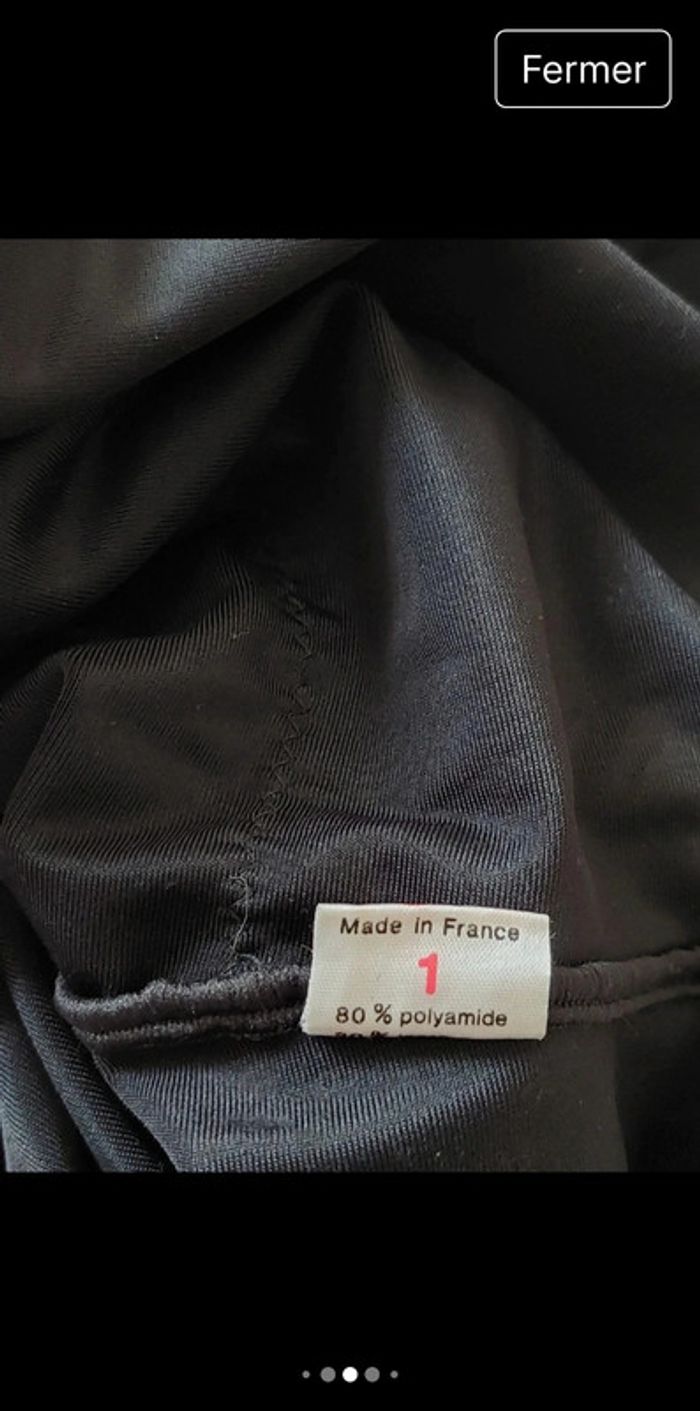 Fermer
Made in France
1
80 % polyamide